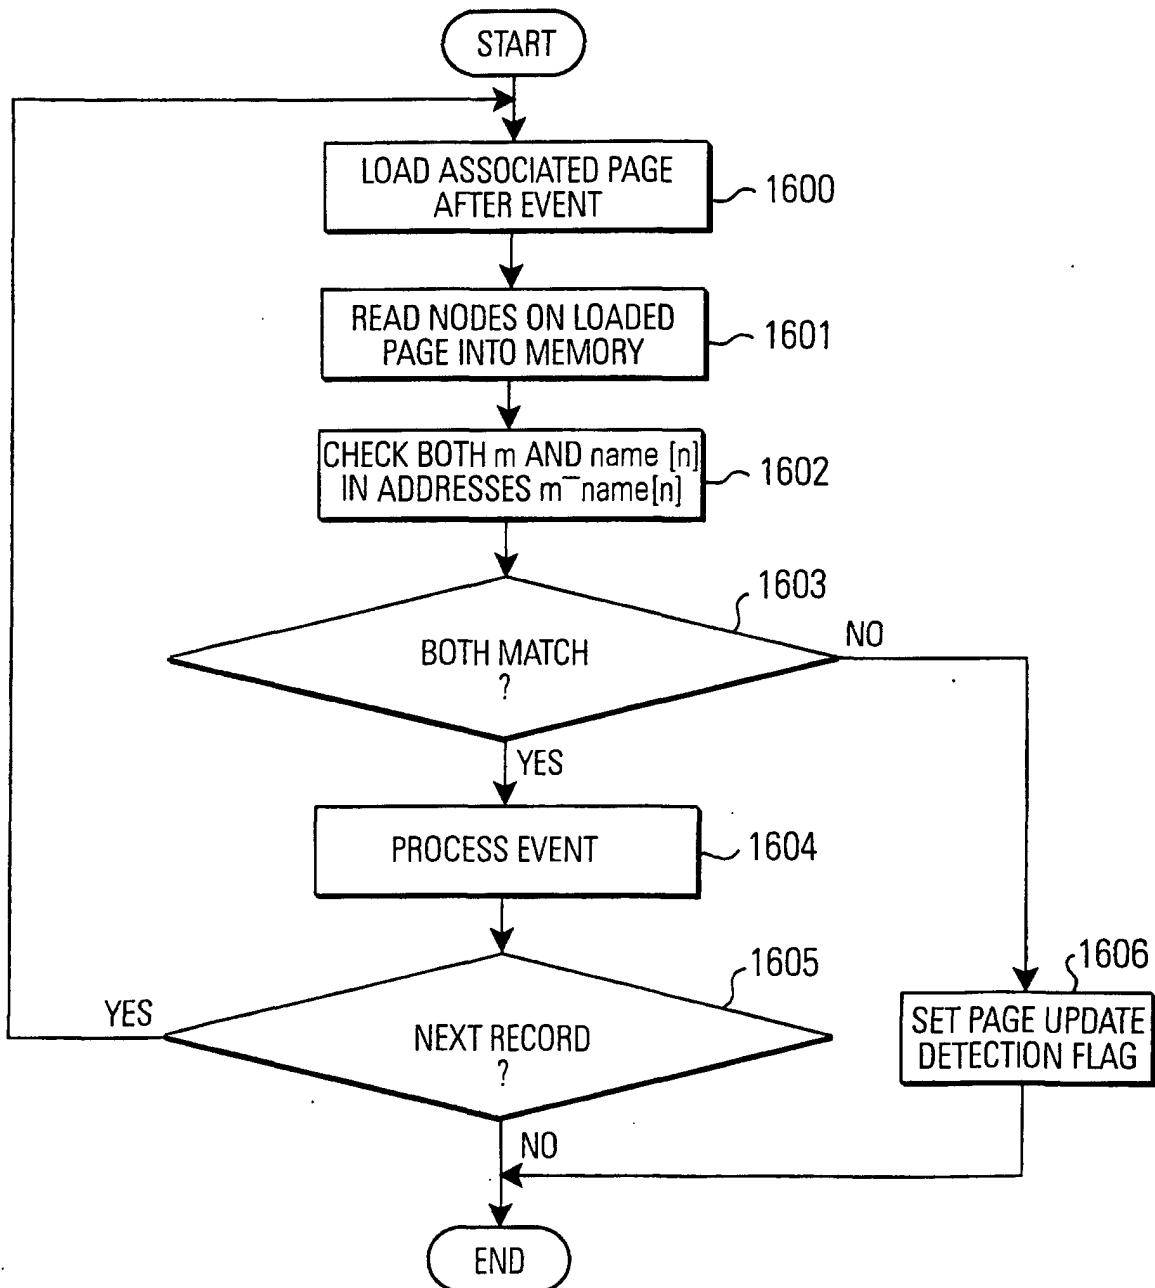 START
LOAD ASSOCIATED PAGE
AFTER EVENT
1600
READ NODES ON LOADED
PAGE INTO MEMORY
1601
CHECK BOTH m AND name [n]
IN ADDRESSES m¯name[n]
1602
1603
BOTH MATCH
?
NO
YES
PROCESS EVENT
1604
1605
NEXT RECORD
?
YES
1606
SET PAGE UPDATE
DETECTION FLAG
NO
END